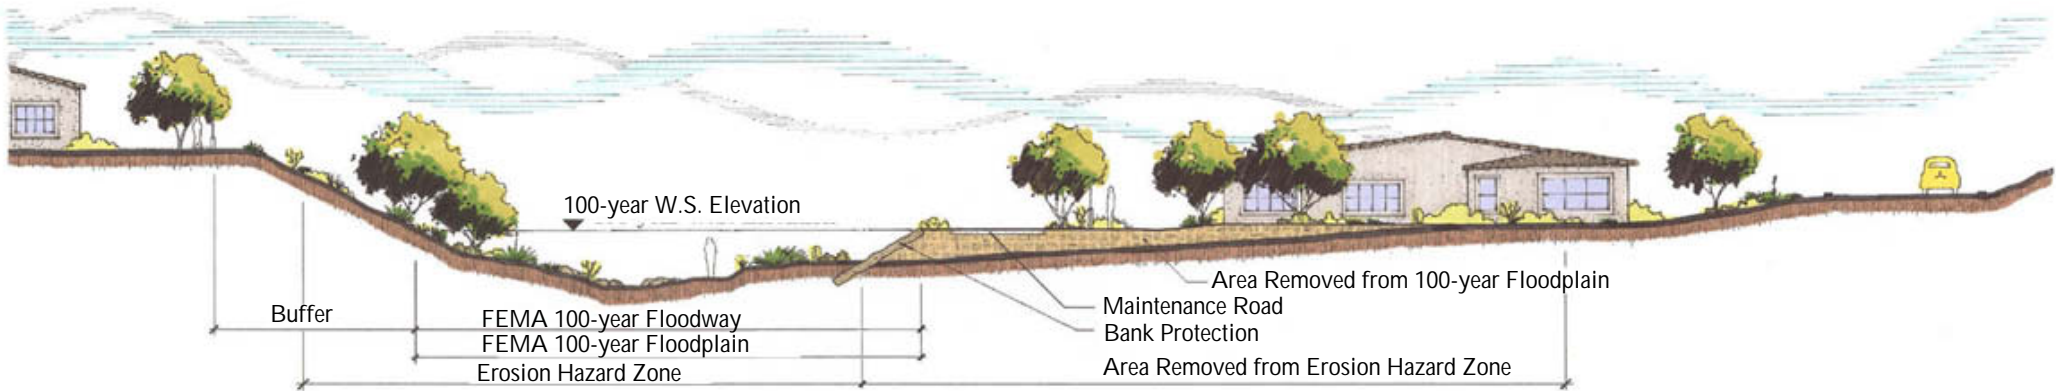 100-year W.S. Elevation
Area Removed from 100-year Floodplain
Maintenance Road
Bank Protection
Buffer
FEMA 100-year Floodway
FEMA 100-year Floodplain
Erosion Hazard Zone
Area Removed from Erosion Hazard Zone